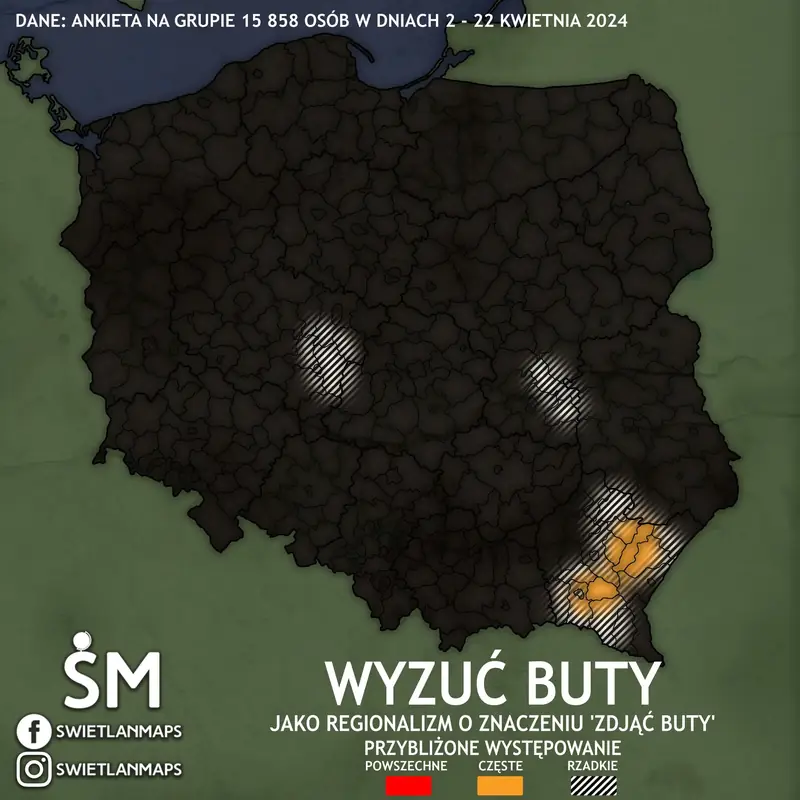 DANE: ANKIETA NA GRUPIE 15 858 OSÓB W DNIACH 2 - 22 KWIETNIA 2024
ŚM
SWIETLANMAPS
SWIETLANMAPS
WYZUĆ BUTY
JAKO REGIONALIZM O ZNACZENIU 'ZDJĄĆ BUTY'
PRZYBLIŻONE WYSTĘPOWANIE
POWSZECHNE CZĘSTE RZADKIE